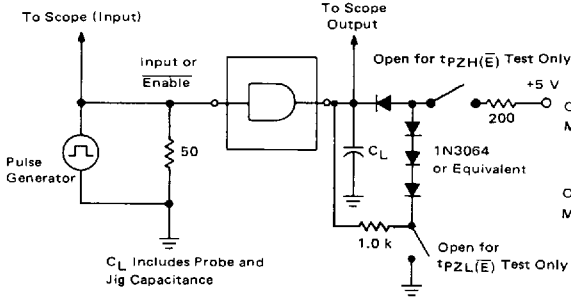 To Scope (Input)
To Scope
Output
Input or
Enable
Open for tPZH(E̅) Test Only
+5 V
200
50
Pulse
Generator
CL
1N3064
or Equivalent
1.0 k
CL Includes Probe and
Jig Capacitance
Open for
tPZL(E̅) Test Only